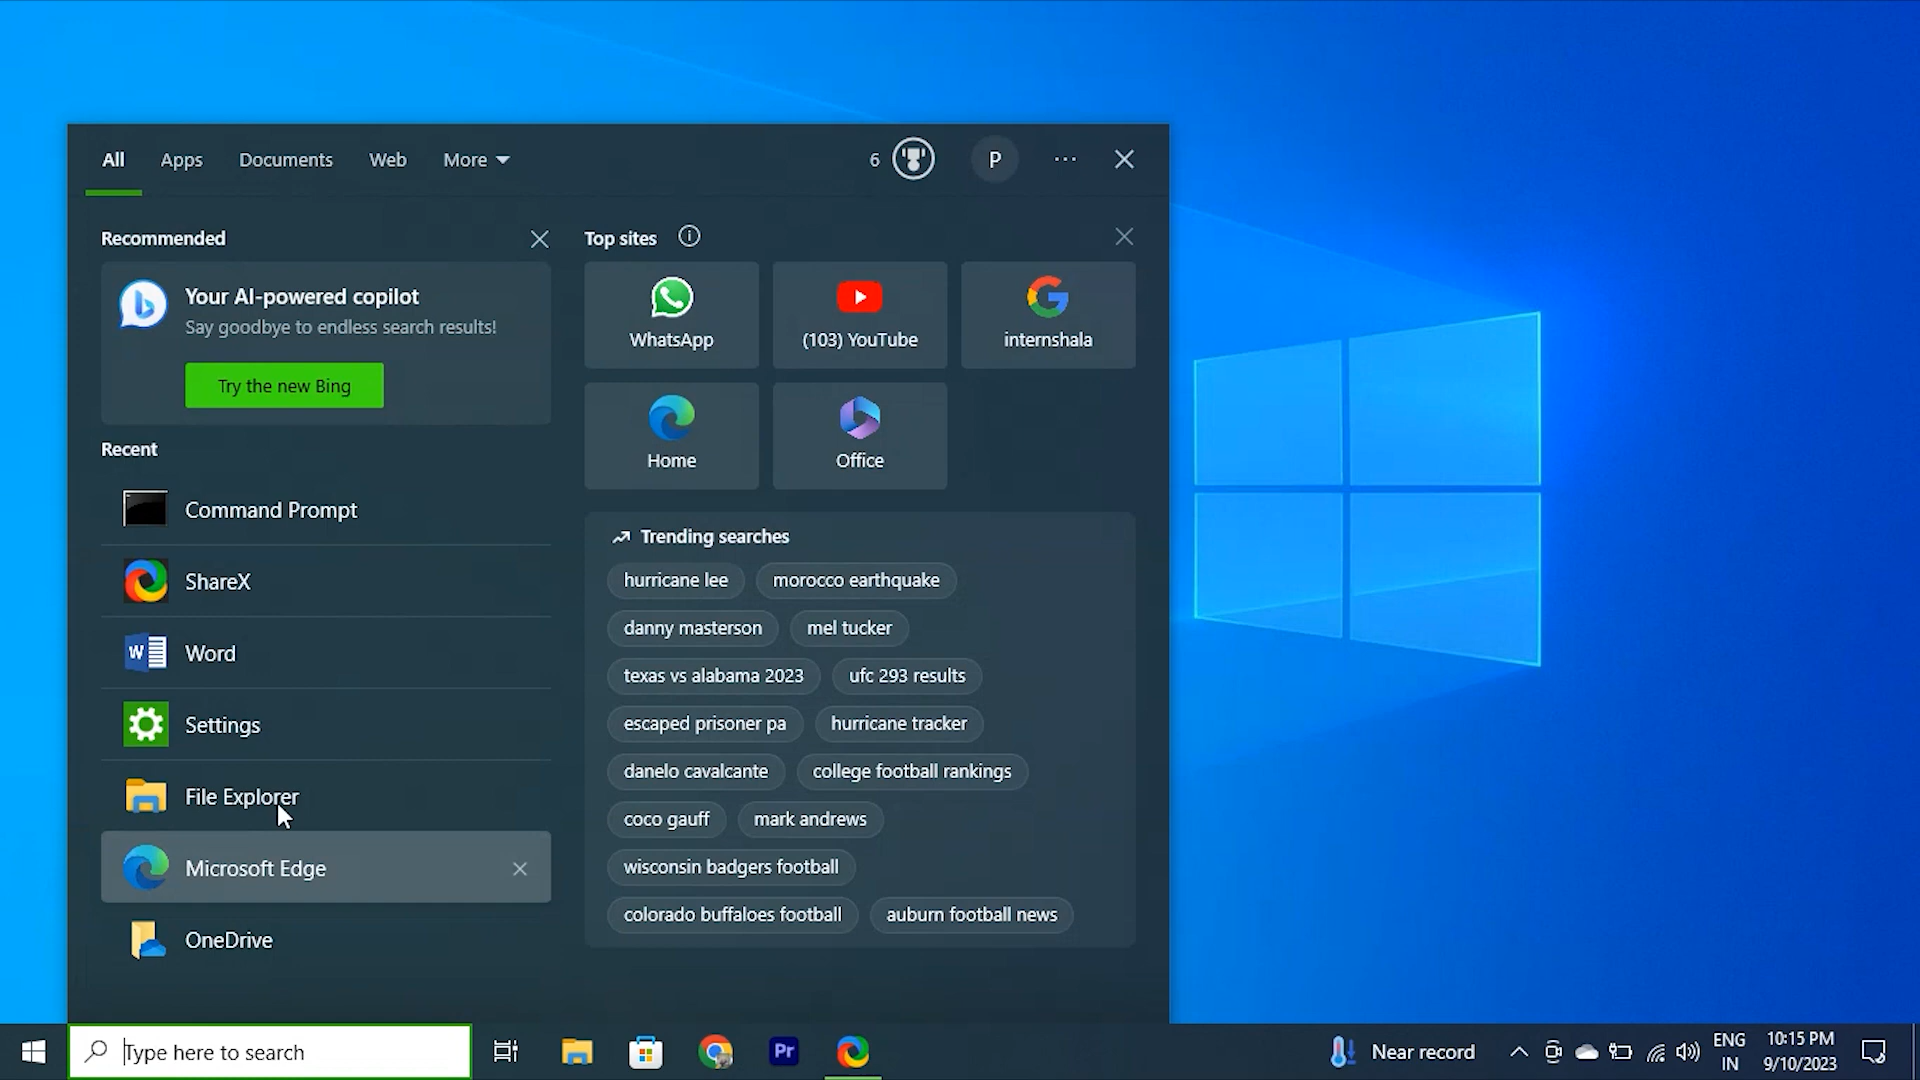 All Apps Documents Web More 6 P
Recommended
Your AI-powered copilot
Say goodbye to endless search results!
Try the new Bing
Recent
Command Prompt
ShareX
W Word
Settings
File Explorer
Microsoft Edge
OneDrive
Top sites
WhatsApp (103) YouTube internshala
Home Office
Trending searches
hurricane lee morocco earthquake
danny masterson mel tucker
texas vs alabama 2023 ufc 293 results
escaped prisoner pa hurricane tracker
danelo cavalcante college football rankings
coco gauff mark andrews
wisconsin badgers football
colorado buffaloes football auburn football news
Type here to search Pr Near record ENG 10:15 PM
IN 9/10/2023